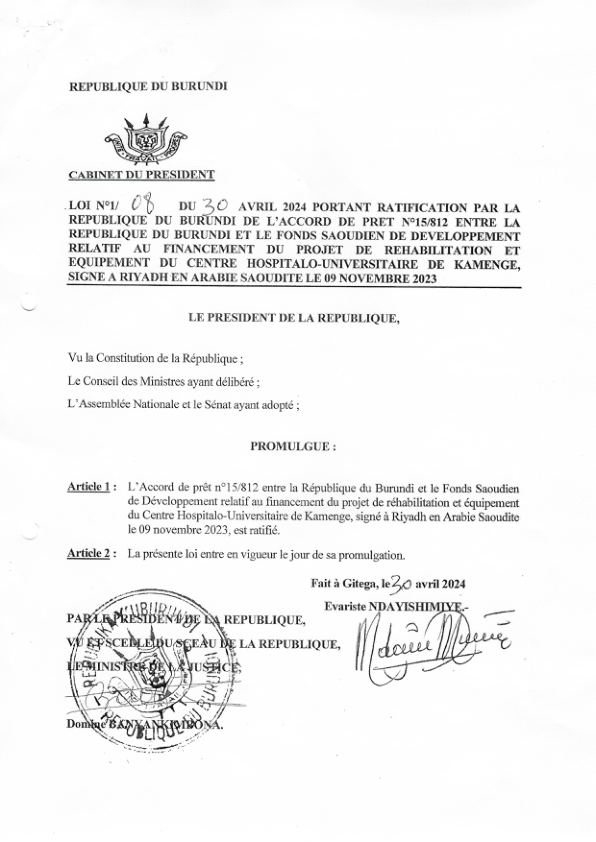 REPUBLIQUE DU BURUNDI
UNITE - TRAVAIL - PROGRES
CABINET DU PRESIDENT
LOI N°1/ 08 DU 30 AVRIL 2024 PORTANT RATIFICATION PAR LA
REPUBLIQUE DU BURUNDI DE L'ACCORD DE PRET N°15/812 ENTRE LA
REPUBLIQUE DU BURUNDI ET LE FONDS SAOUDIEN DE DEVELOPPEMENT
RELATIF AU FINANCEMENT DU PROJET DE REHABILITATION ET
EQUIPEMENT DU CENTRE HOSPITALO-UNIVERSITAIRE DE KAMENGE,
SIGNE A RIYADH EN ARABIE SAOUDITE LE 09 NOVEMBRE 2023
LE PRESIDENT DE LA REPUBLIQUE,
Vu la Constitution de la République ;
Le Conseil des Ministres ayant délibéré ;
L'Assemblée Nationale et le Sénat ayant adopté ;
PROMULGUE :
Article 1 : L'Accord de prêt n°15/812 entre la République du Burundi et le Fonds Saoudien
de Développement relatif au financement du projet de réhabilitation et équipement
du Centre Hospitalo-Universitaire de Kamenge, signé à Riyadh en Arabie Saoudite
le 09 novembre 2023, est ratifié.
Article 2 : La présente loi entre en vigueur le jour de sa promulgation.
Fait à Gitega, le 30 avril 2024
Evariste NDAYISHIMIYE.-
PAR LE PRESIDENT DE LA REPUBLIQUE,
VU ET SCELLE DU SCEAU DE LA REPUBLIQUE,
LE MINISTRE DE LA JUSTICE,
Domine BANYANKIMBONA.
REPUBLIKA Y'UBURUNDI
REPUBLIQUE DU BURUNDI